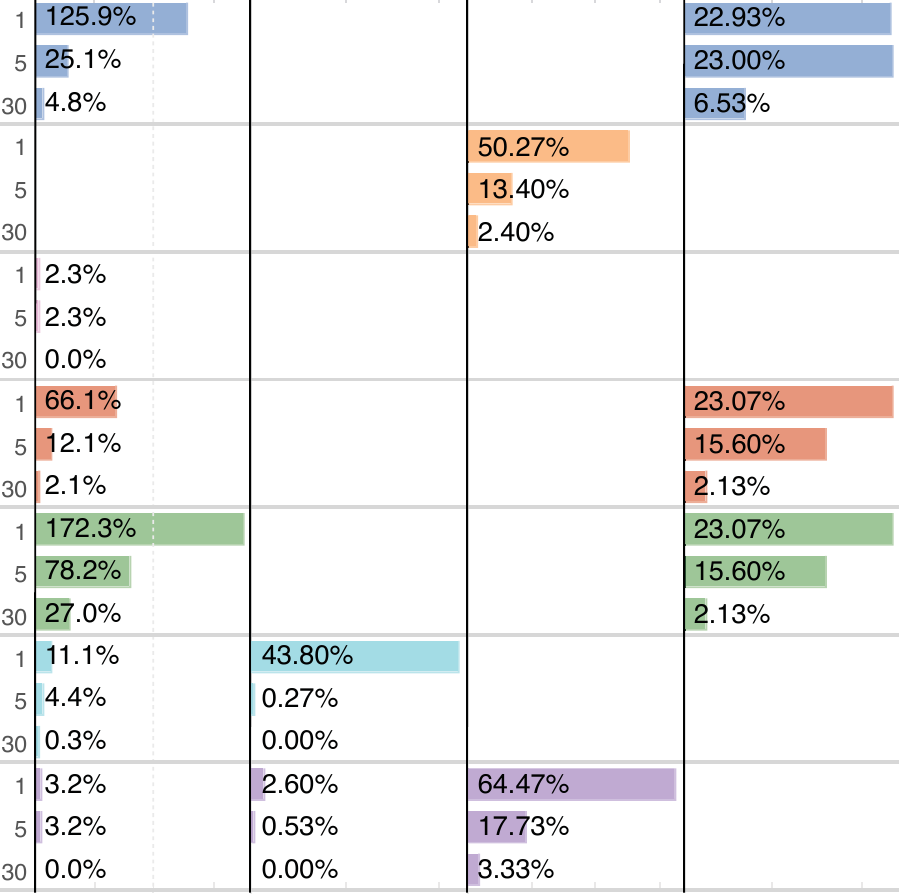 1 125.9% 22.93%
5 25.1% 23.00%
30 4.8% 6.53%
1 50.27%
5 13.40%
30 2.40%
1 2.3%
5 2.3%
30 0.0%
1 66.1% 23.07%
5 12.1% 15.60%
30 2.1% 2.13%
1 172.3% 23.07%
5 78.2% 15.60%
30 27.0% 2.13%
1 11.1% 43.80%
5 4.4% 0.27%
30 0.3% 0.00%
1 3.2% 2.60% 64.47%
5 3.2% 0.53% 17.73%
30 0.0% 0.00% 3.33%